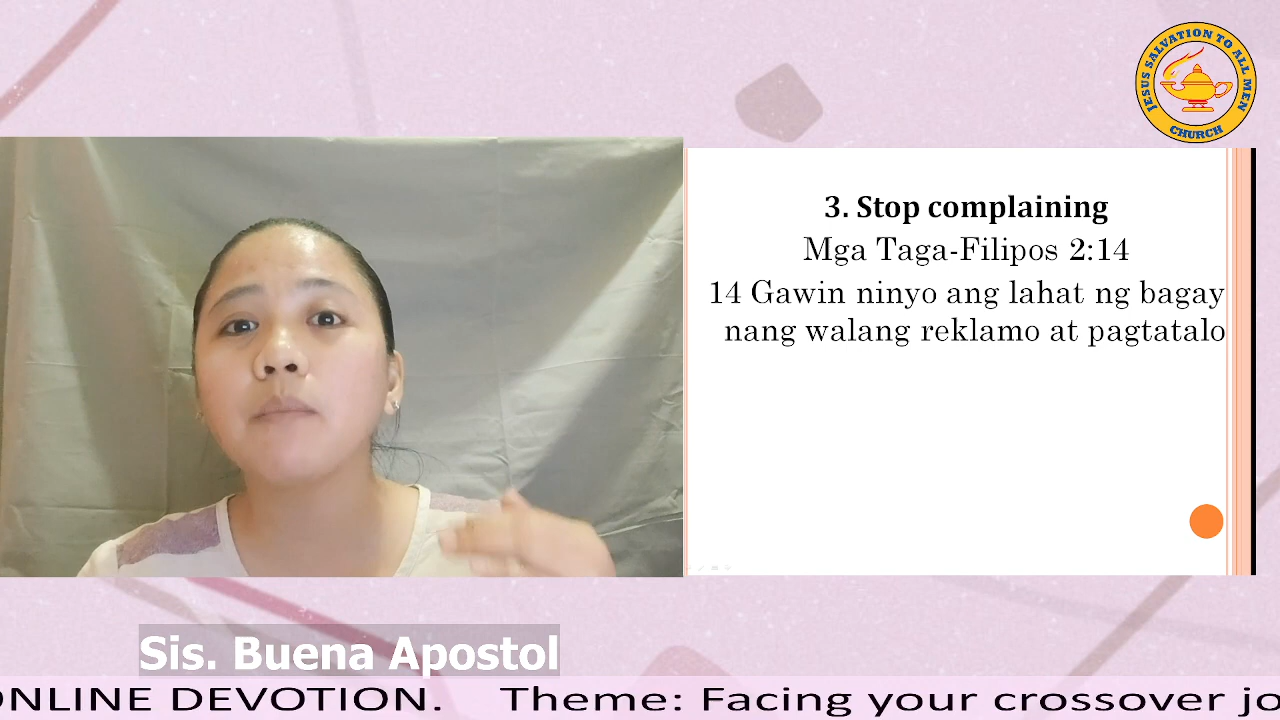 JESUS SALVATION TO ALL MEN
CHURCH
3. Stop complaining
Mga Taga-Filipos 2:14
14 Gawin ninyo ang lahat ng bagay
nang walang reklamo at pagtatalo
Sis. Buena Apostol
NLINE DEVOTION. Theme: Facing your crossover jo